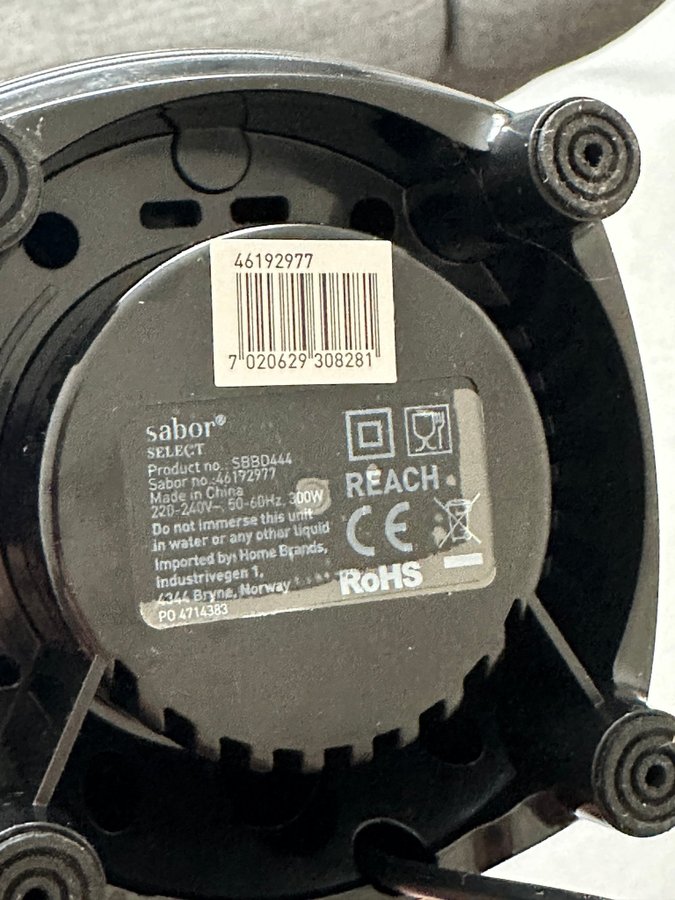 46192977
7 020629 308281
sabor®
SELECT
Product no.: SBBD444
Sabor no.:46192977
Made in China
220-240V~, 50-60Hz, 300W
Do not immerse this unit
in water or any other liquid
Imported by: Home Brands,
Industrivegen 1,
4344 Bryne, Norway
PO 4714383
REACH
CE
RoHS